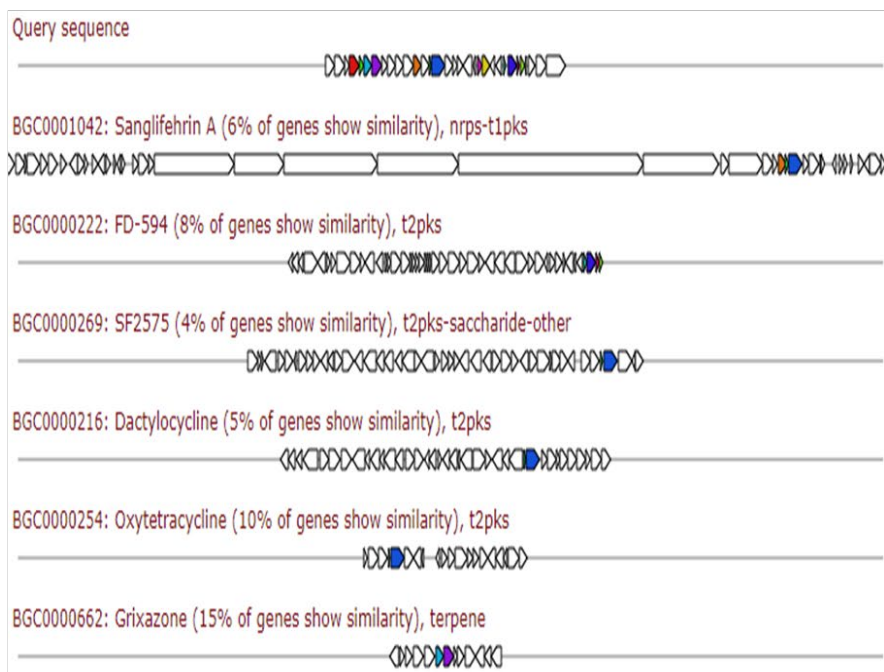 Query sequence
BGC0001042: Sanglifehrin A (6% of genes show similarity), nrps-t1pks
BGC0000222: FD-594 (8% of genes show similarity), t2pks
BGC0000269: SF2575 (4% of genes show similarity), t2pks-saccharide-other
BGC0000216: Dactylocycline (5% of genes show similarity), t2pks
BGC0000254: Oxytetracycline (10% of genes show similarity), t2pks
BGC0000662: Grixazone (15% of genes show similarity), terpene